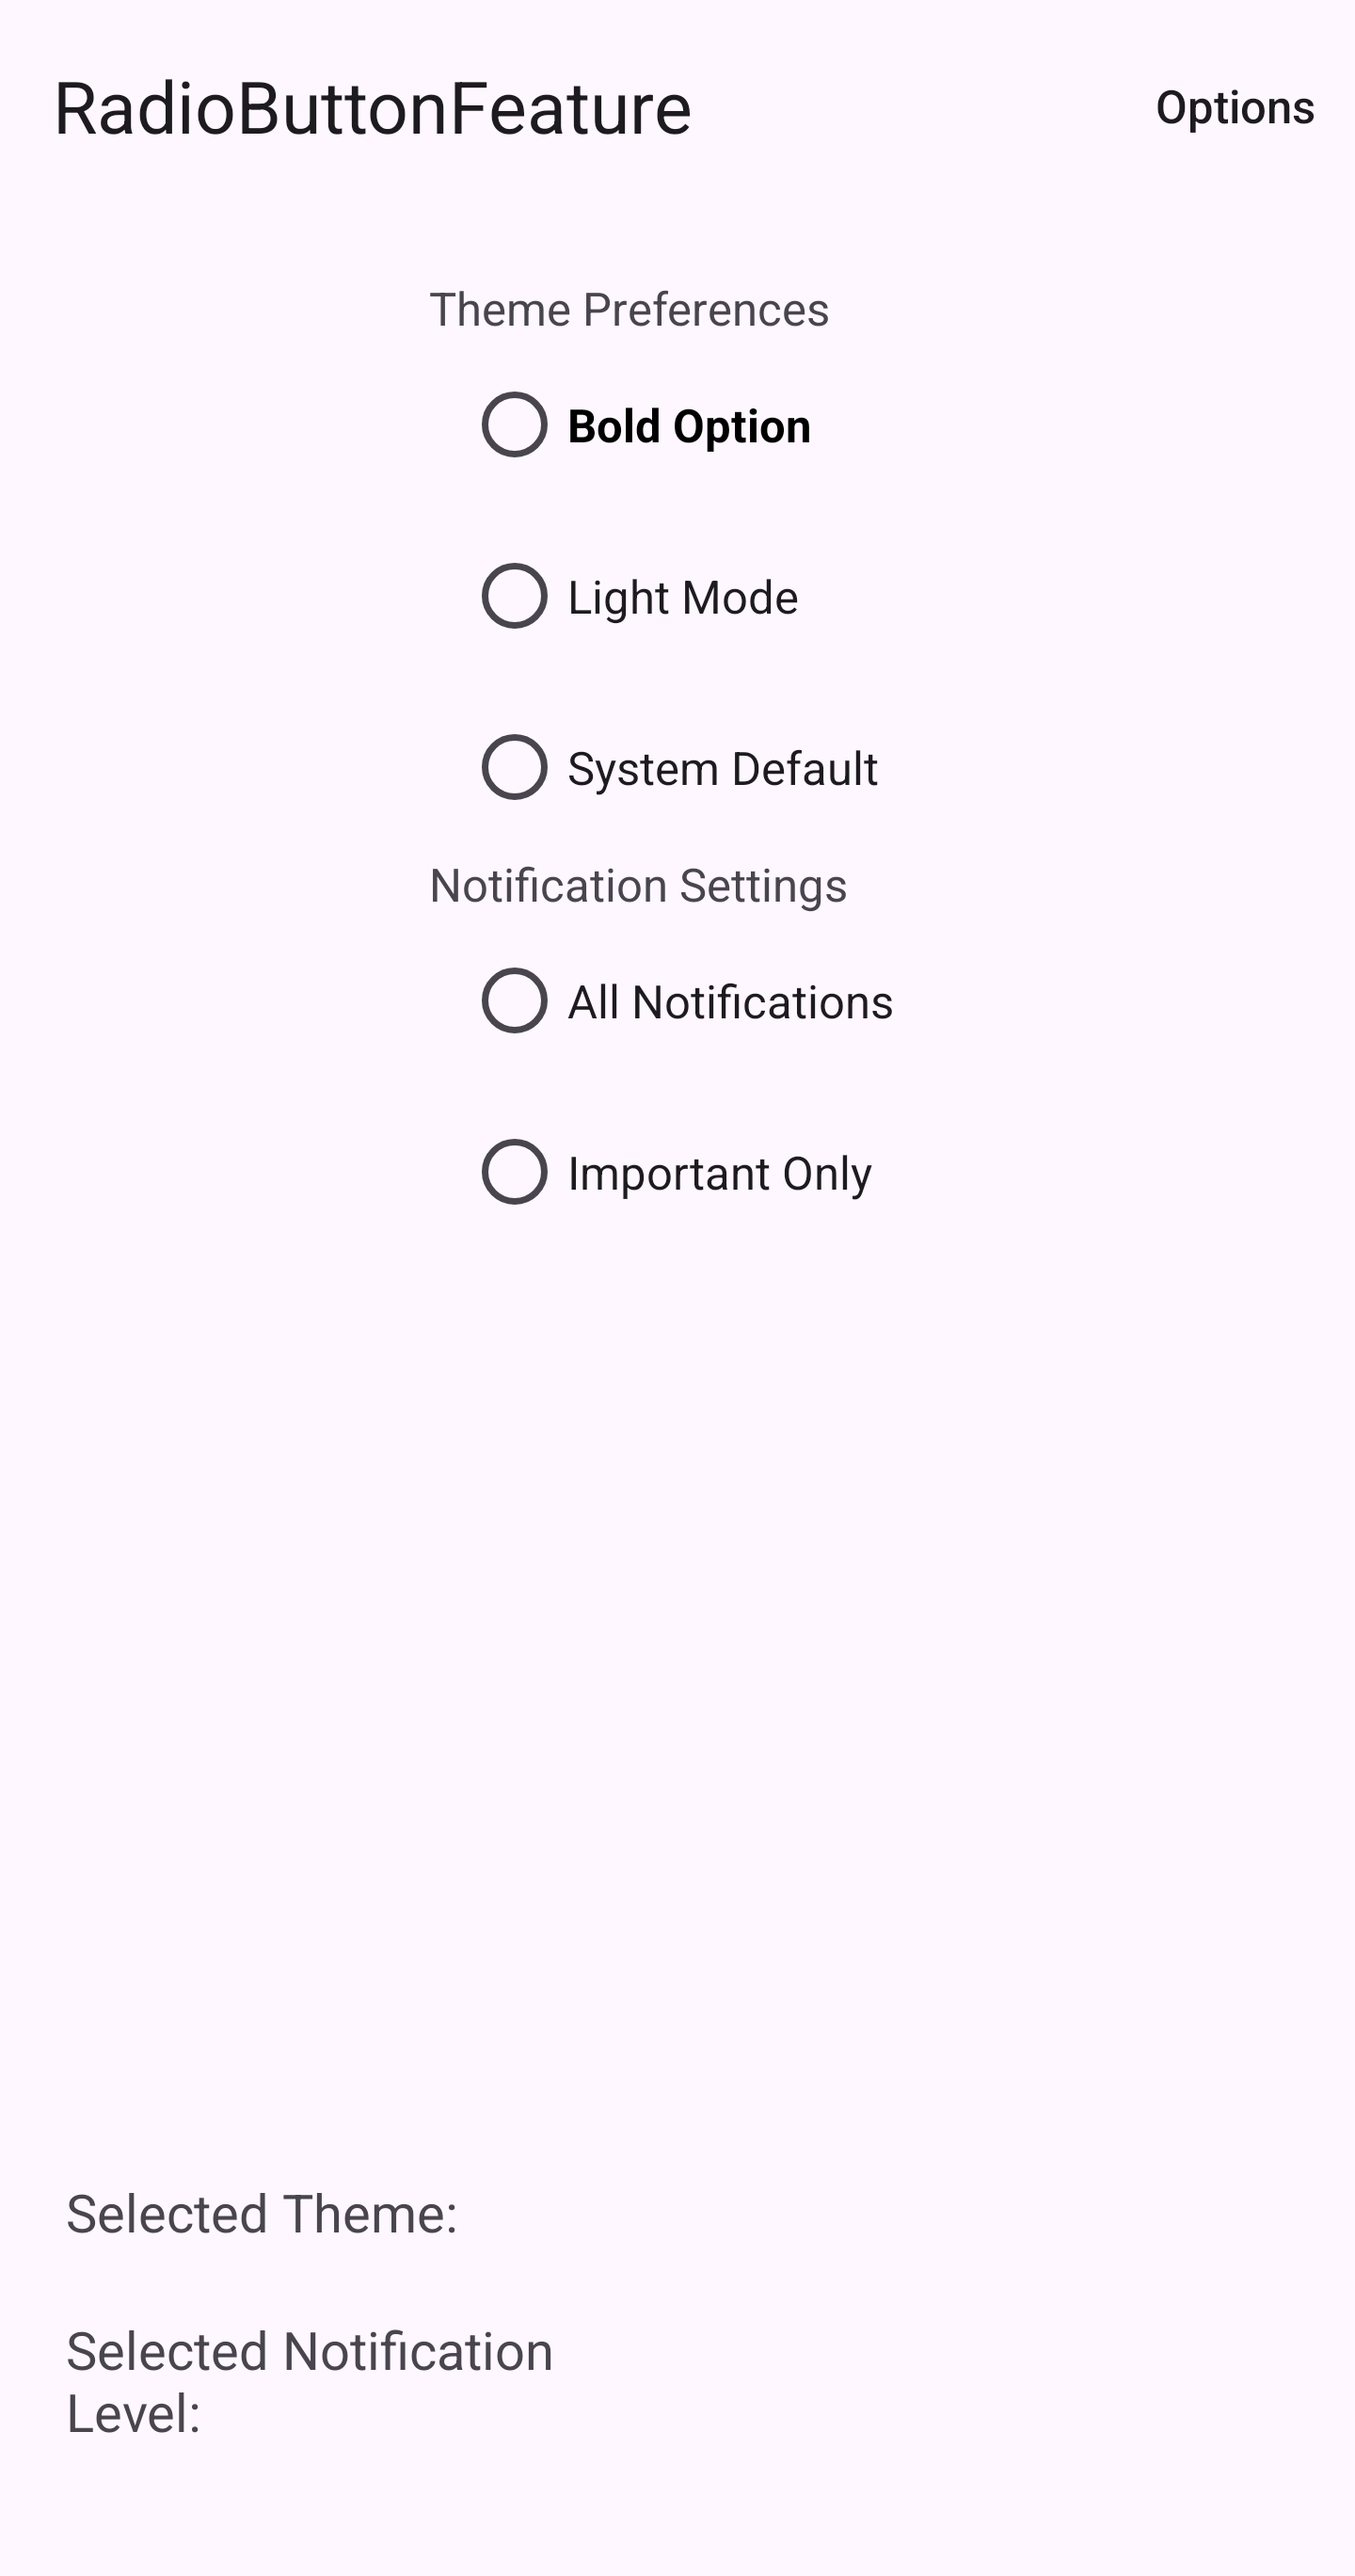 RadioButtonFeature
Options
Theme Preferences
Bold Option
Light Mode
System Default
Notification Settings
All Notifications
Important Only
Selected Theme:
Selected Notification
Level: